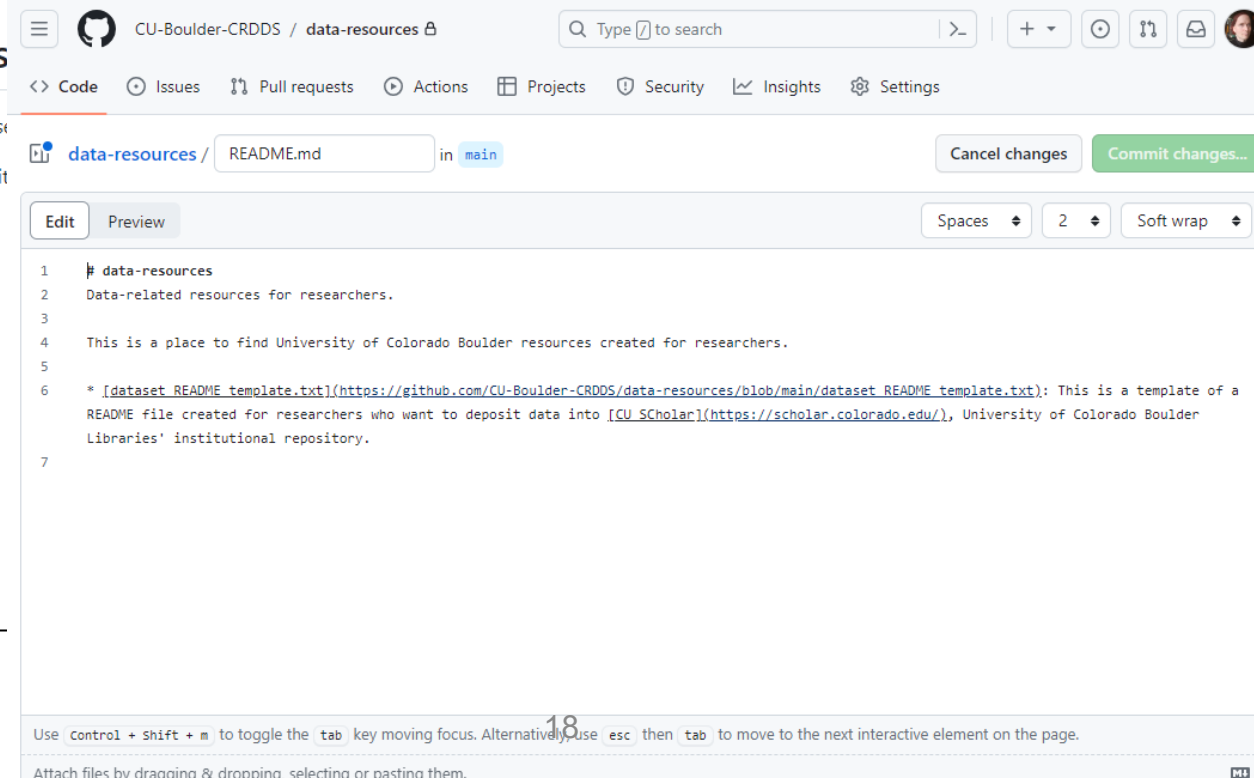 CU-Boulder-CRDDS / data-resources
Type / to search
Code Issues Pull requests Actions Projects Security Insights Settings
data-resources / README.md in main Cancel changes Commit changes...
Edit Preview Spaces 2 Soft wrap
1 # data-resources
2 Data-related resources for researchers.
3
4 This is a place to find University of Colorado Boulder resources created for researchers.
5
6 * [dataset_README_template.txt](https://github.com/CU-Boulder-CRDDS/data-resources/blob/main/dataset_README_template.txt): This is a template of a
README file created for researchers who want to deposit data into [CU SCholar](https://scholar.colorado.edu/), University of Colorado Boulder
Libraries' institutional repository.
7
Use Control + Shift + m to toggle the tab key moving focus. Alternatively, use esc then tab to move to the next interactive element on the page.
18
Attach files by dragging & dropping, selecting or pasting them.